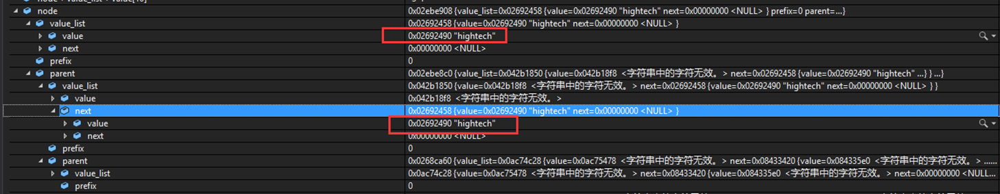 node 0x02ebe908 {value_list=0x02692458 {value=0x02692490 "hightech" next=0x00000000 <NULL> } prefix=0 parent=...}
value_list 0x02692458 {value=0x02692490 "hightech" next=0x00000000 <NULL> }
value 0x02692490 "hightech"
next 0x00000000 <NULL>
prefix 0
parent 0x02ebe8c0 {value_list=0x042b1850 {value=0x042b18f8 <字符串中的字符无效。> next=0x02692458 {value=0x02692490 "hightech" ...} } ...}
value_list 0x042b1850 {value=0x042b18f8 <字符串中的字符无效。> next=0x02692458 {value=0x02692490 "hightech" next=0x00000000 <NULL> } }
value 0x042b18f8 <字符串中的字符无效。>
next 0x02692458 {value=0x02692490 "hightech" next=0x00000000 <NULL> }
value 0x02692490 "hightech"
next 0x00000000 <NULL>
prefix 0
parent 0x0268ca60 {value_list=0x0ac74c28 {value=0x0ac75478 <字符串中的字符无效。> next=0x08433420 {value=0x084335e0 <字符串中的字符无效。> ......
value_list 0x0ac74c28 {value=0x0ac75478 <字符串中的字符无效。> next=0x08433420 {value=0x084335e0 <字符串中的字符无效。> next=0x00000000 <NULL...
prefix 0